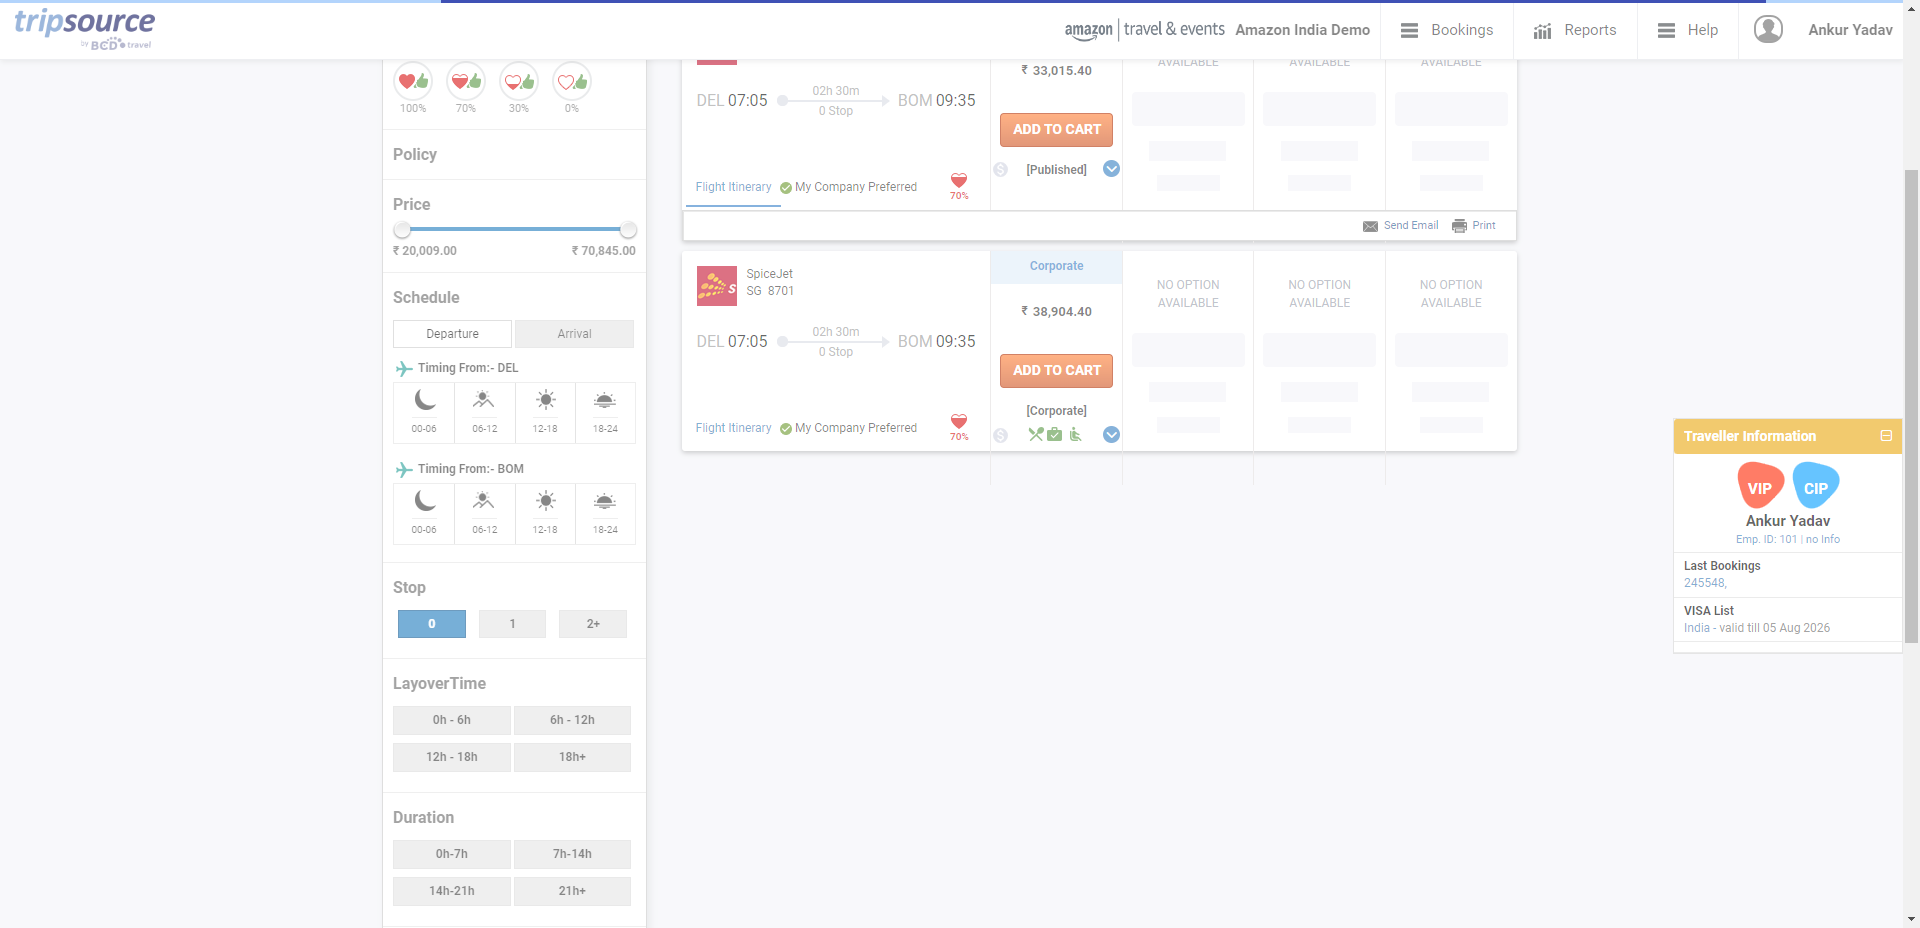 tripsource
by BCD travel
amazon | travel & events Amazon India Demo
Bookings
Reports
Help
Ankur Yadav
100% 70% 30% 0%
Policy
Price
₹ 20,009.00 ₹ 70,845.00
Schedule
Departure Arrival
Timing From:- DEL
00-06 06-12 12-18 18-24
Timing From:- BOM
00-06 06-12 12-18 18-24
Stop
0 1 2+
LayoverTime
0h - 6h 6h - 12h
12h - 18h 18h+
Duration
0h-7h 7h-14h
14h-21h 21h+
₹ 33,015.40
AVAILABLE AVAILABLE AVAILABLE
DEL 07:05 02h 30m BOM 09:35
0 Stop
ADD TO CART
[Published]
Flight Itinerary My Company Preferred 70%
Send Email Print
SpiceJet
SG 8701
Corporate
NO OPTION NO OPTION NO OPTION
AVAILABLE AVAILABLE AVAILABLE
₹ 38,904.40
DEL 07:05 02h 30m BOM 09:35
0 Stop
ADD TO CART
[Corporate]
Flight Itinerary My Company Preferred 70%
Traveller Information
VIP CIP
Ankur Yadav
Emp. ID: 101 | no Info
Last Bookings
245548,
VISA List
India - valid till 05 Aug 2026